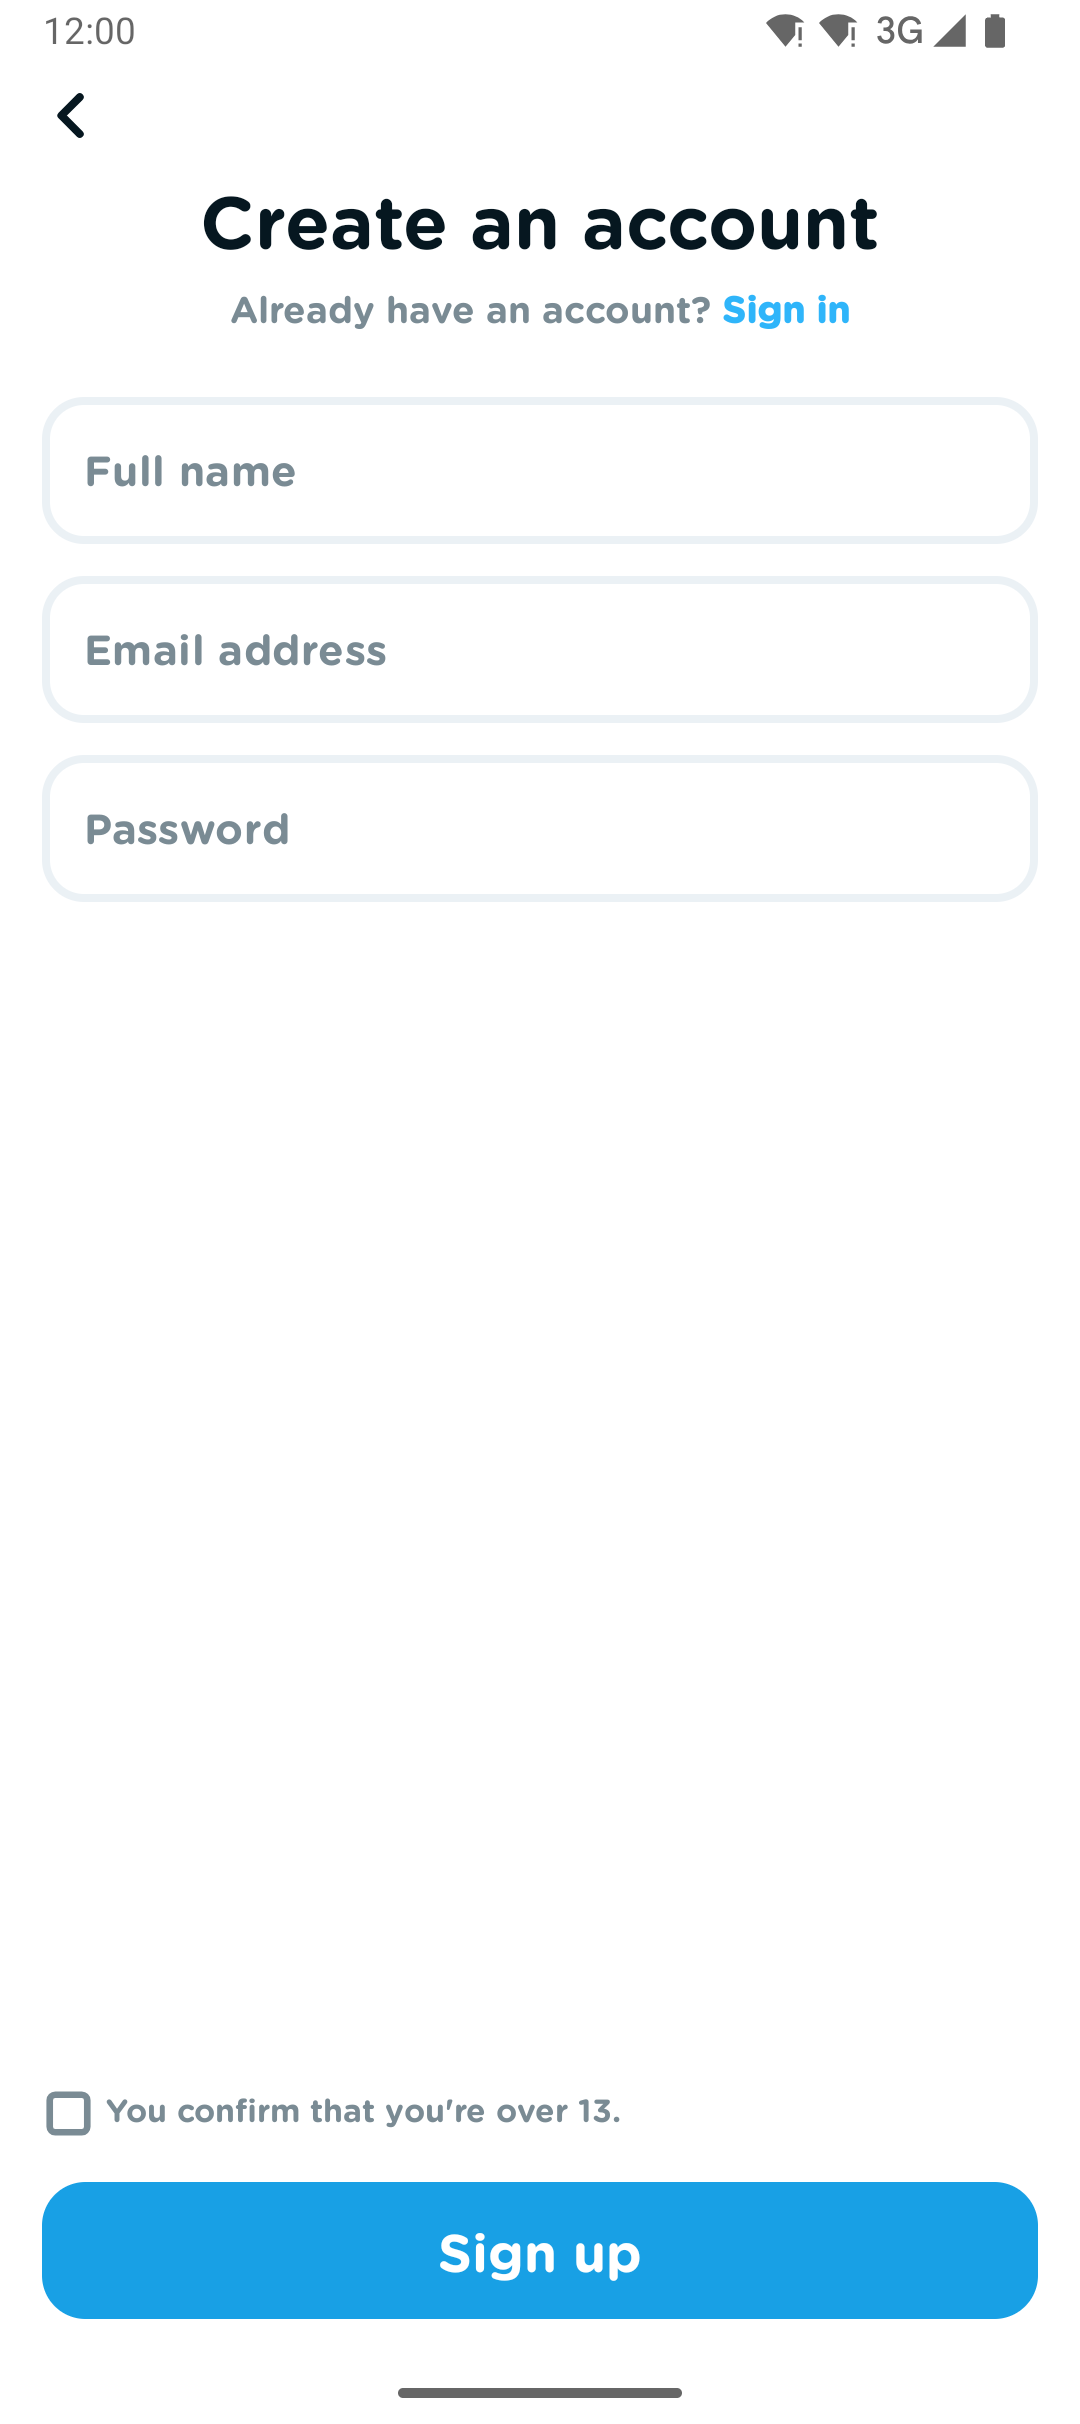 12:00
3G
Create an account
Already have an account? Sign in
Full name
Email address
Password
You confirm that you're over 13.
Sign up